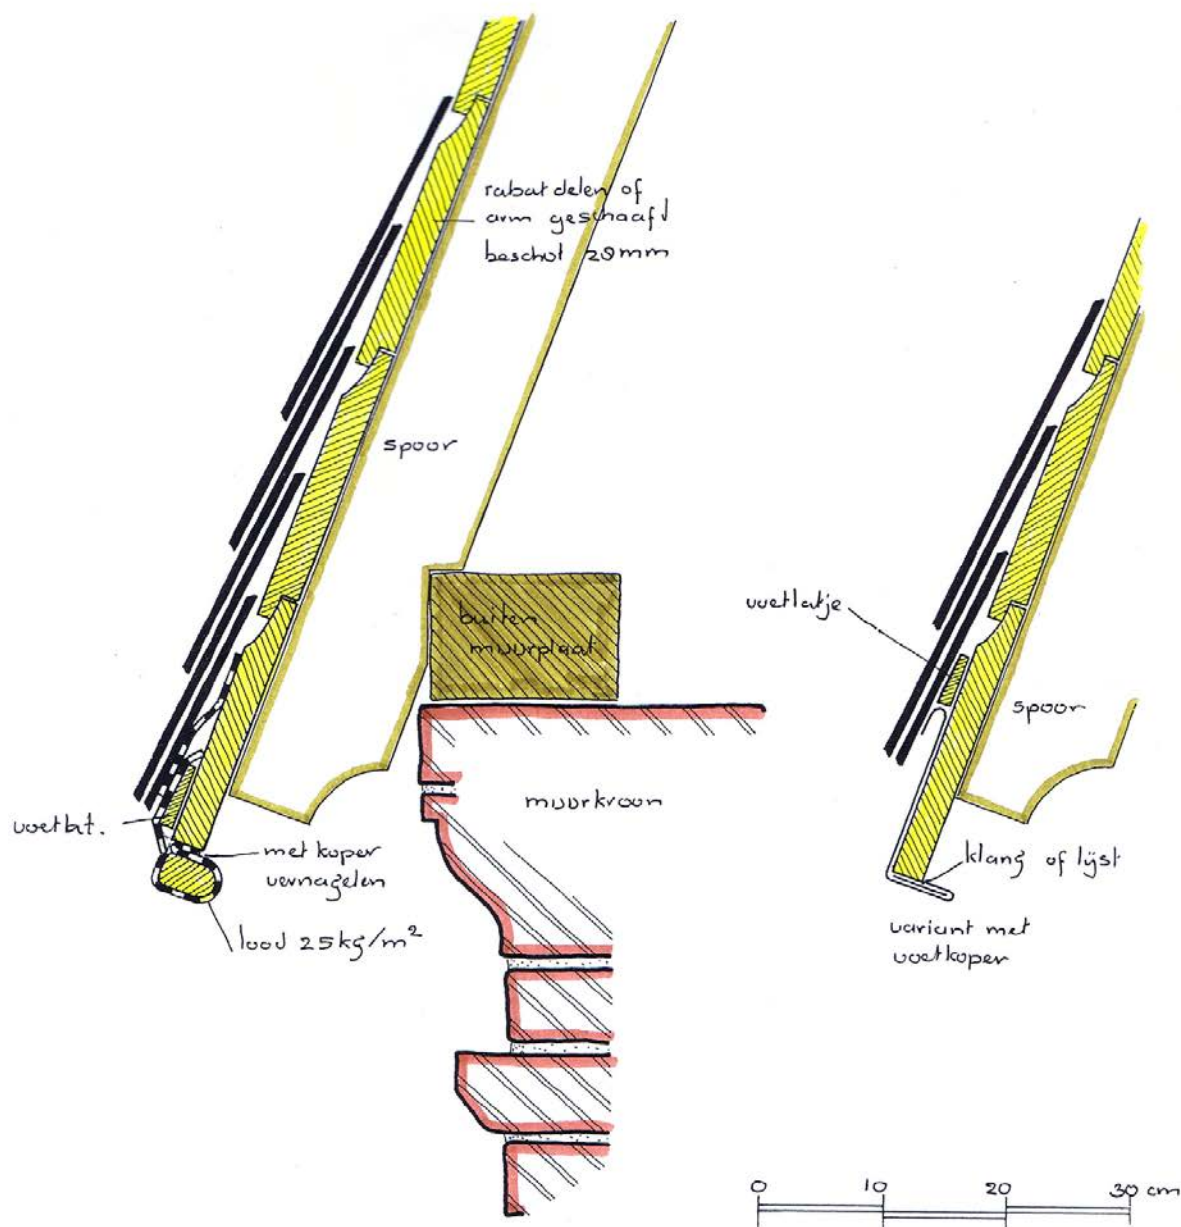 rabat delen of
arm geschaafd
beschot 28mm
spoor
buiten
muurplaat
voetlatje
spoor
muurkroon
voetlat.
met koper
vernagelen
klang of lijst
lood 25kg/m²
variant met
voetkoper
0 10 20 30 cm